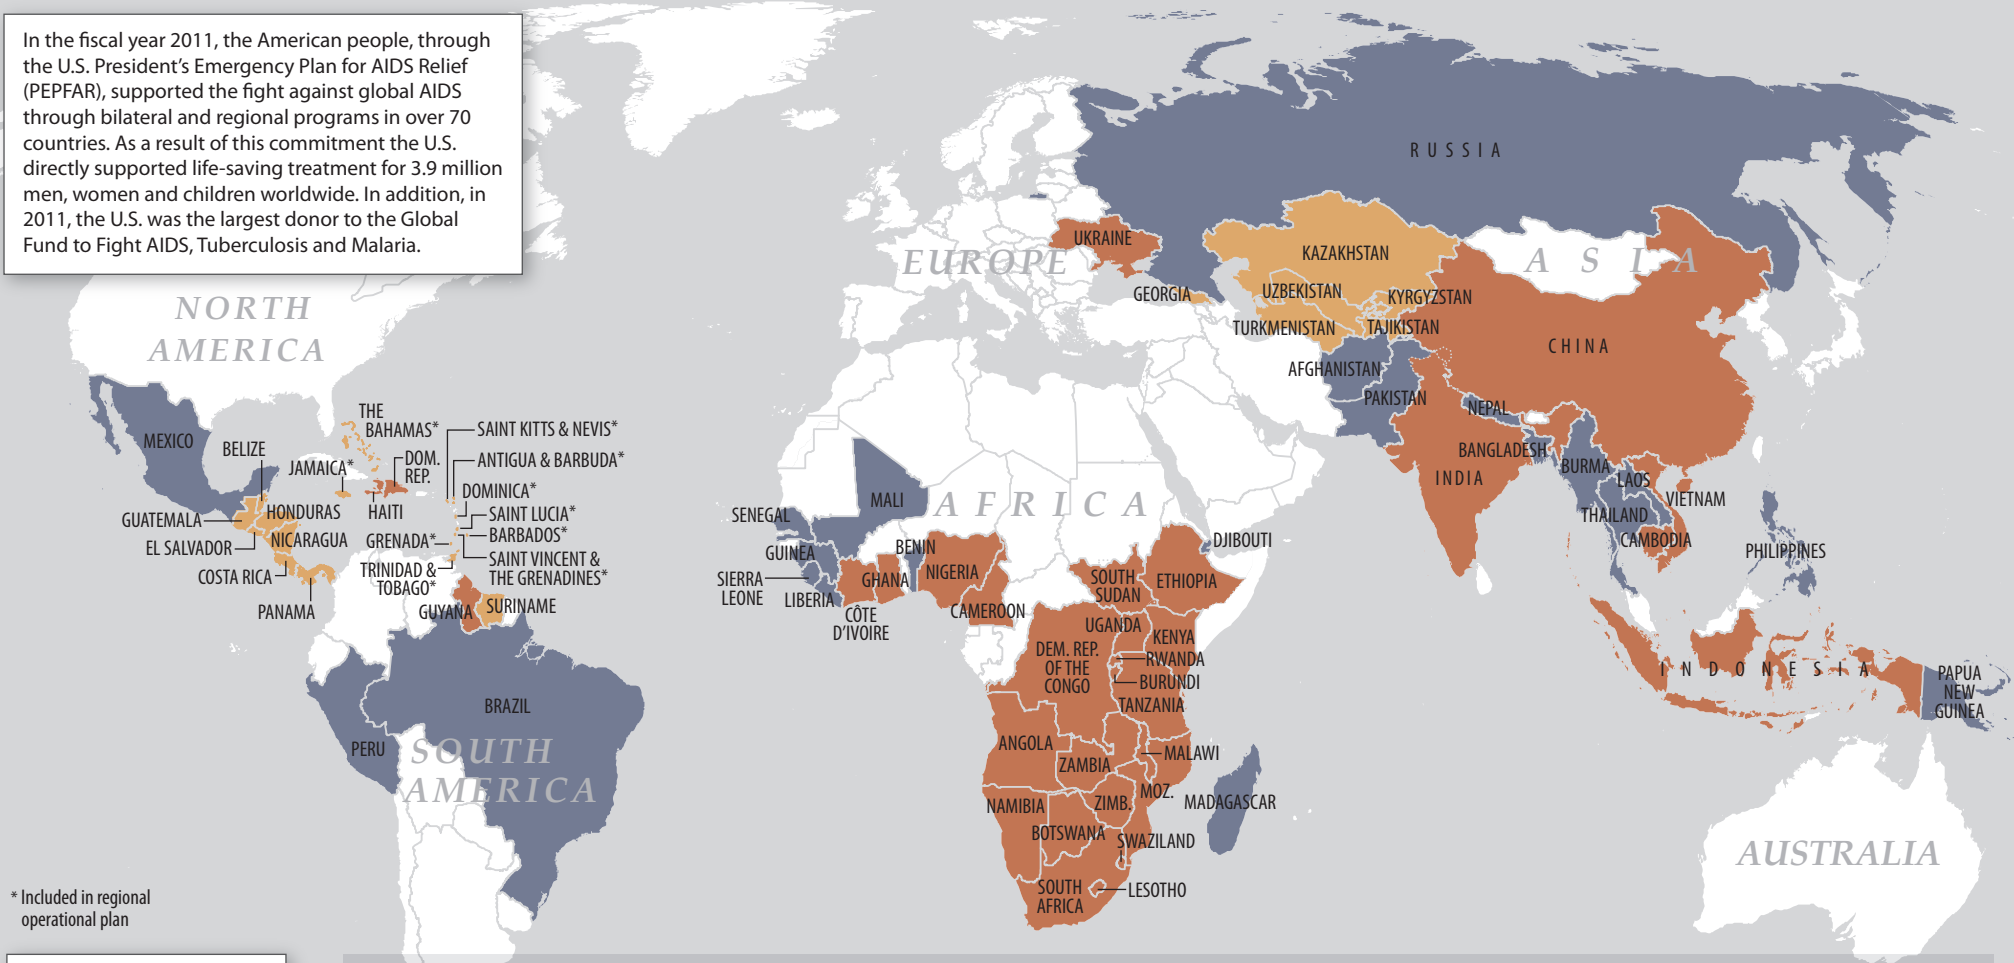 In the fiscal year 2011, the American people, through
the U.S. President's Emergency Plan for AIDS Relief
(PEPFAR), supported the fight against global AIDS
through bilateral and regional programs in over 70
countries. As a result of this commitment the U.S.
directly supported life-saving treatment for 3.9 million
men, women and children worldwide. In addition, in
2011, the U.S. was the largest donor to the Global
Fund to Fight AIDS, Tuberculosis and Malaria.
NORTH
AMERICA
MEXICO
BELIZE
THE
BAHAMAS*
JAMAICA*
DOM.
REP.
HAITI
SAINT KITTS & NEVIS*
ANTIGUA & BARBUDA*
DOMINICA*
SAINT LUCIA*
BARBADOS*
SAINT VINCENT &
THE GRENADINES*
GRENADA*
TRINIDAD &
TOBAGO*
GUATEMALA
HONDURAS
EL SALVADOR
NICARAGUA
COSTA RICA
PANAMA
GUYANA
SURINAME
BRAZIL
PERU
SOUTH
AMERICA
EUROPE
UKRAINE
RUSSIA
ASIA
KAZAKHSTAN
GEORGIA
UZBEKISTAN
KYRGYZSTAN
TURKMENISTAN
TAJIKISTAN
CHINA
AFGHANISTAN
PAKISTAN
NEPAL
BANGLADESH
INDIA
BURMA
LAOS
VIETNAM
THAILAND
CAMBODIA
PHILIPPINES
INDONESIA
PAPUA
NEW
GUINEA
AFRICA
MALI
SENEGAL
GUINEA
SIERRA
LEONE
LIBERIA
CÔTE
D'IVOIRE
GHANA
BENIN
NIGERIA
CAMEROON
SOUTH
SUDAN
ETHIOPIA
DJIBOUTI
UGANDA
KENYA
DEM. REP.
OF THE
CONGO
RWANDA
BURUNDI
TANZANIA
ANGOLA
ZAMBIA
MALAWI
MOZ.
ZIMB.
NAMIBIA
BOTSWANA
MADAGASCAR
SWAZILAND
SOUTH
AFRICA
LESOTHO
AUSTRALIA
* Included in regional
operational plan